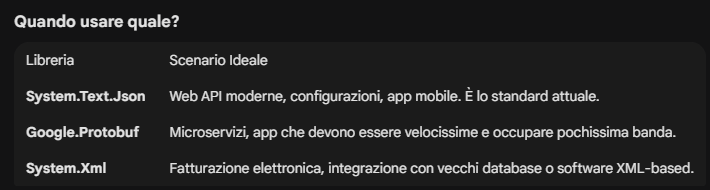 Quando usare quale?
Libreria Scenario Ideale
System.Text.Json Web API moderne, configurazioni, app mobile. È lo standard attuale.
Google.Protobuf Microservizi, app che devono essere velocissime e occupare pochissima banda.
System.Xml Fatturazione elettronica, integrazione con vecchi database o software XML-based.